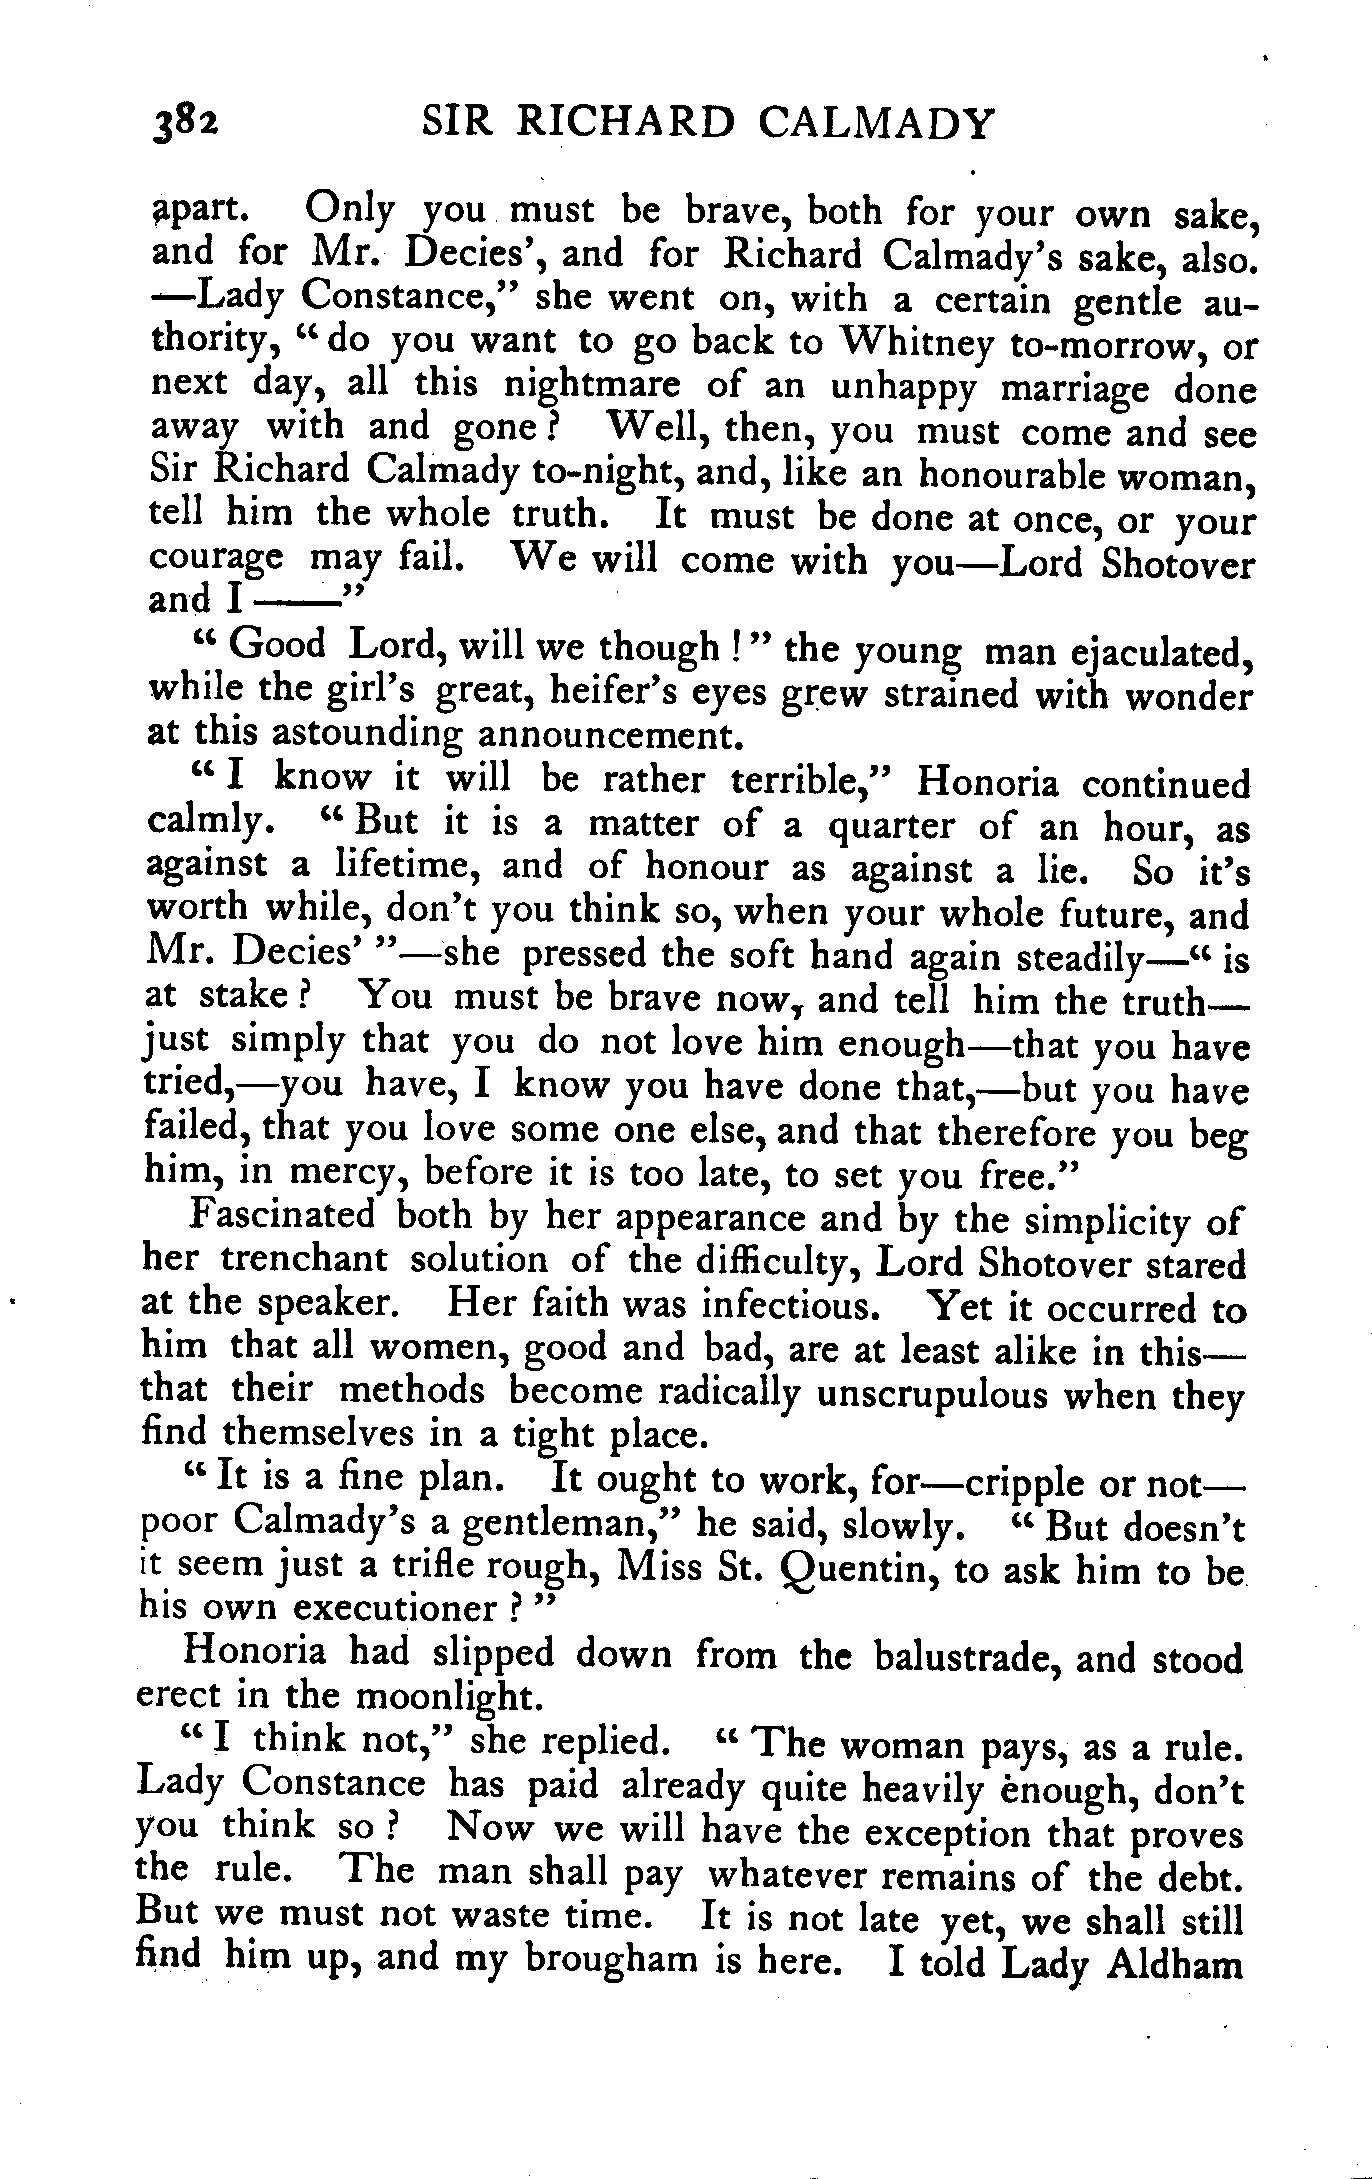 382 SIR RICHARD CALMADY
apart. Only you must be brave, both for your own sake,
and for Mr. Decies', and for Richard Calmady's sake, also.
—Lady Constance,” she went on, with a certain gentle au-
thority, “ do you want to go back to Whitney to-morrow, or
next day, all this nightmare of an unhappy marriage done
away with and gone ? Well, then, you must come and see
Sir Richard Calmady to-night, and, like an honourable woman,
tell him the whole truth. It must be done at once, or your
courage may fail. We will come with you—Lord Shotover
and I ——”
“ Good Lord, will we though ! ” the young man ejaculated,
while the girl's great, heifer's eyes grew strained with wonder
at this astounding announcement.
“ I know it will be rather terrible,” Honoria continued
calmly. “ But it is a matter of a quarter of an hour, as
against a lifetime, and of honour as against a lie. So it's
worth while, don't you think so, when your whole future, and
Mr. Decies' ”—she pressed the soft hand again steadily—“ is
at stake ? You must be brave now, and tell him the truth—
just simply that you do not love him enough—that you have
tried,—you have, I know you have done that,—but you have
failed, that you love some one else, and that therefore you beg
him, in mercy, before it is too late, to set you free.”
Fascinated both by her appearance and by the simplicity of
her trenchant solution of the difficulty, Lord Shotover stared
at the speaker. Her faith was infectious. Yet it occurred to
him that all women, good and bad, are at least alike in this—
that their methods become radically unscrupulous when they
find themselves in a tight place.
“ It is a fine plan. It ought to work, for—cripple or not—
poor Calmady's a gentleman,” he said, slowly. “ But doesn't
it seem just a trifle rough, Miss St. Quentin, to ask him to be
his own executioner ? ”
Honoria had slipped down from the balustrade, and stood
erect in the moonlight.
“ I think not,” she replied. “ The woman pays, as a rule.
Lady Constance has paid already quite heavily enough, don't
you think so ? Now we will have the exception that proves
the rule. The man shall pay whatever remains of the debt.
But we must not waste time. It is not late yet, we shall still
find him up, and my brougham is here. I told Lady Aldham